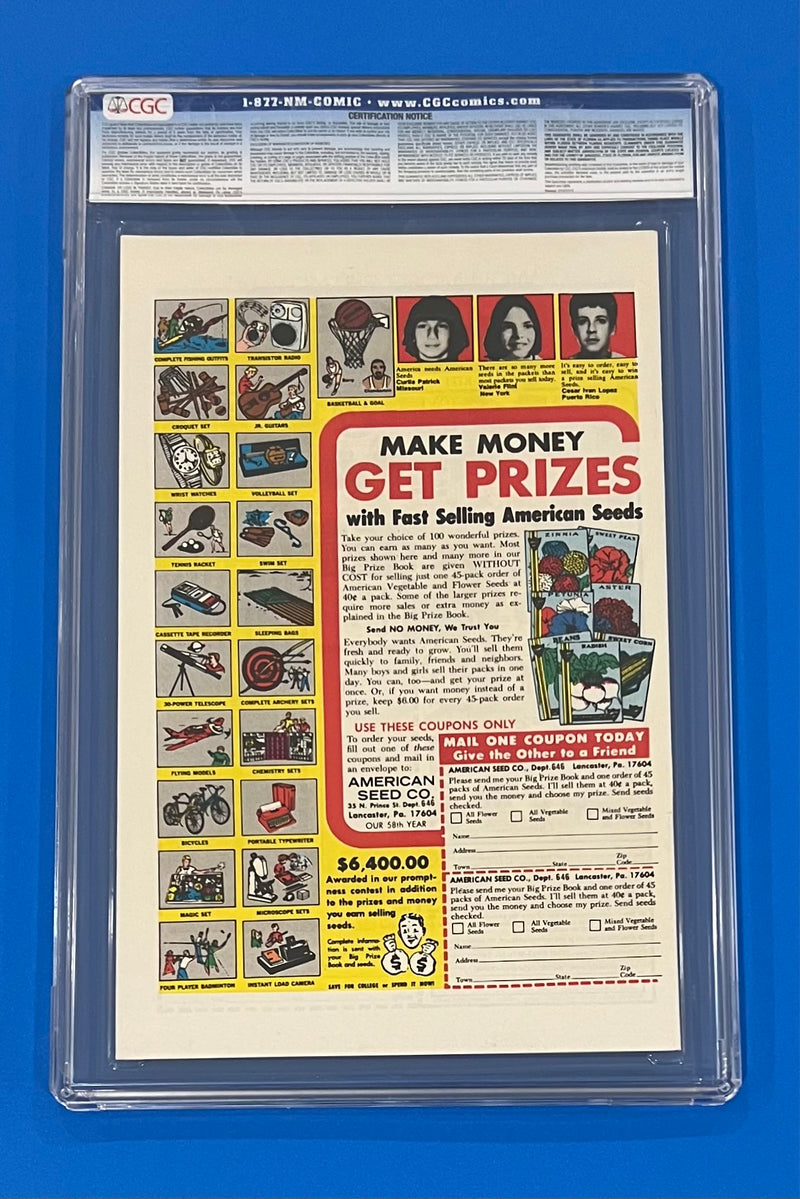 CGC
1-877-NM-COMIC • www.CGCcomics.com
CERTIFICATION NOTICE
COMPLETE FISHING OUTFITS
TRANSISTOR RADIO
BASKETBALL & GOAL
America needs American
Seeds
Curtis Patrick
Missouri
There are so many more
seeds in the packets than
most packets you sell today.
Valerie Flint
New York
It's easy to order, easy to
sell, and it's easy to win
a prize selling American
Seeds.
Cesar Ivan Lopez
Puerto Rico
CROQUET SET
JR. GUITARS
WRIST WATCHES
VOLLEYBALL SET
TENNIS RACKET
SWIM SET
CASSETTE TAPE RECORDER
SLEEPING BAGS
30-POWER TELESCOPE
COMPLETE ARCHERY SETS
FLYING MODELS
CHEMISTRY SETS
BICYCLES
PORTABLE TYPEWRITER
MAGIC SET
MICROSCOPE SETS
FOUR PLAYER BADMINTON
INSTANT LOAD CAMERA
MAKE MONEY
GET PRIZES
with Fast Selling American Seeds
Take your choice of 100 wonderful prizes.
You can earn as many as you want. Most
prizes shown here and many more in our
Big Prize Book are given WITHOUT
COST for selling just one 45-pack order of
American Vegetable and Flower Seeds at
40¢ a pack. Some of the larger prizes re-
quire more sales or extra money as ex-
plained in the Big Prize Book.
Send NO MONEY, We Trust You
Everybody wants American Seeds. They're
fresh and ready to grow. You'll sell them
quickly to family, friends and neighbors.
Many boys and girls sell their packs in one
day. You can, too—and get your prize at
once. Or, if you want money instead of a
prize, keep $6.00 for every 45-pack order
you sell.
ZINNIA
SWEET PEAS
PETUNIA
ASTER
BEANS
RADISH
SWEET CORN
USE THESE COUPONS ONLY
To order your seeds,
fill out one of these
coupons and mail in
an envelope to:
AMERICAN
SEED CO.
35 N. Prince St. Dept. 646
Lancaster, Pa. 17604
OUR 58th YEAR
$6,400.00
Awarded in our prompt-
ness contest in addition
to the prizes and money
you earn selling
seeds.
Complete informa-
tion is sent with
your Big Prize
Book and seeds.
$ $
SAVE FOR COLLEGE or SPEND IT NOW!
MAIL ONE COUPON TODAY
Give the Other to a Friend
AMERICAN SEED CO., Dept. 646 Lancaster, Pa. 17604
Please send me your Big Prize Book and one order of 45
packs of American Seeds. I'll sell them at 40¢ a pack,
send you the money and choose my prize. Send seeds
checked.
All Flower
Seeds
All Vegetable
Seeds
Mixed Vegetable
and Flower Seeds
Name
Address
Town State Zip
Code
AMERICAN SEED CO., Dept. 646 Lancaster, Pa. 17604
Please send me your Big Prize Book and one order of 45
packs of American Seeds. I'll sell them at 40¢ a pack,
send you the money and choose my prize. Send seeds
checked.
All Flower
Seeds
All Vegetable
Seeds
Mixed Vegetable
and Flower Seeds
Name
Address
Town State Zip
Code